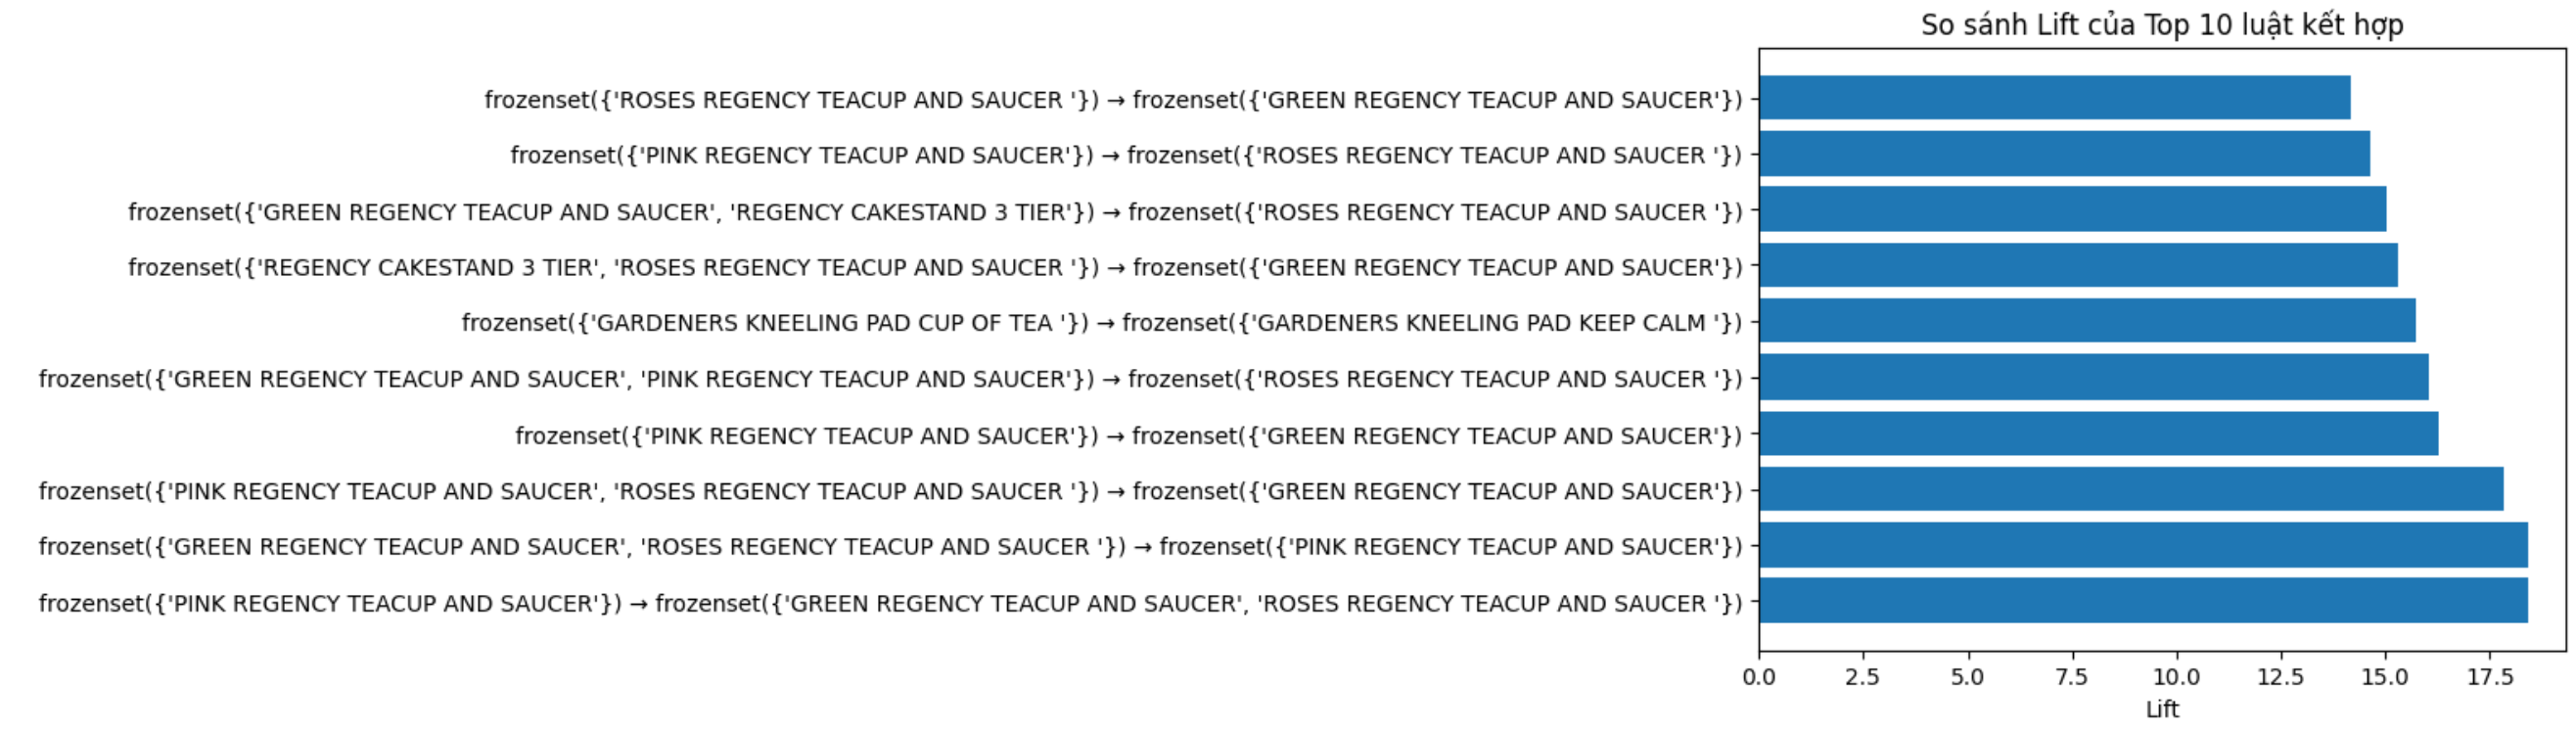 So sánh Lift của Top 10 luật kết hợp
frozenset({'ROSES REGENCY TEACUP AND SAUCER '}) → frozenset({'GREEN REGENCY TEACUP AND SAUCER'})
frozenset({'PINK REGENCY TEACUP AND SAUCER'}) → frozenset({'ROSES REGENCY TEACUP AND SAUCER '})
frozenset({'GREEN REGENCY TEACUP AND SAUCER', 'REGENCY CAKESTAND 3 TIER'}) → frozenset({'ROSES REGENCY TEACUP AND SAUCER '})
frozenset({'REGENCY CAKESTAND 3 TIER', 'ROSES REGENCY TEACUP AND SAUCER '}) → frozenset({'GREEN REGENCY TEACUP AND SAUCER'})
frozenset({'GARDENERS KNEELING PAD CUP OF TEA '}) → frozenset({'GARDENERS KNEELING PAD KEEP CALM '})
frozenset({'GREEN REGENCY TEACUP AND SAUCER', 'PINK REGENCY TEACUP AND SAUCER'}) → frozenset({'ROSES REGENCY TEACUP AND SAUCER '})
frozenset({'PINK REGENCY TEACUP AND SAUCER'}) → frozenset({'GREEN REGENCY TEACUP AND SAUCER'})
frozenset({'PINK REGENCY TEACUP AND SAUCER', 'ROSES REGENCY TEACUP AND SAUCER '}) → frozenset({'GREEN REGENCY TEACUP AND SAUCER'})
frozenset({'GREEN REGENCY TEACUP AND SAUCER', 'ROSES REGENCY TEACUP AND SAUCER '}) → frozenset({'PINK REGENCY TEACUP AND SAUCER'})
frozenset({'PINK REGENCY TEACUP AND SAUCER'}) → frozenset({'GREEN REGENCY TEACUP AND SAUCER', 'ROSES REGENCY TEACUP AND SAUCER '})
0.0 2.5 5.0 7.5 10.0 12.5 15.0 17.5
Lift